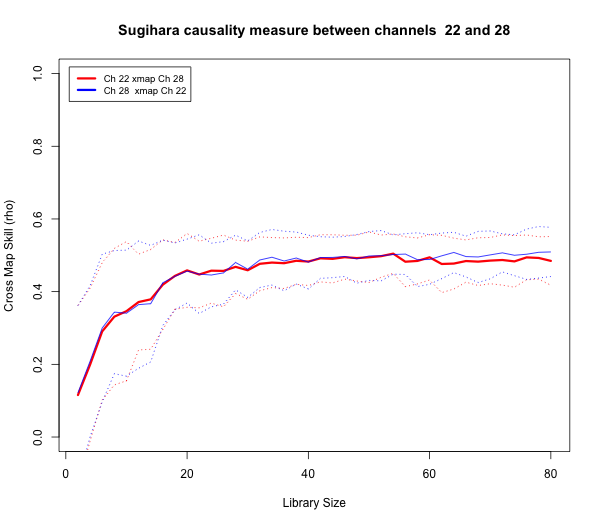 Sugihara causality measure between channels  22 and 28
Ch 22 xmap Ch 28
Ch 28  xmap Ch 22
Cross Map Skill (rho)
1.0
0.8
0.6
0.4
0.2
0.0
0 20 40 60 80
Library Size